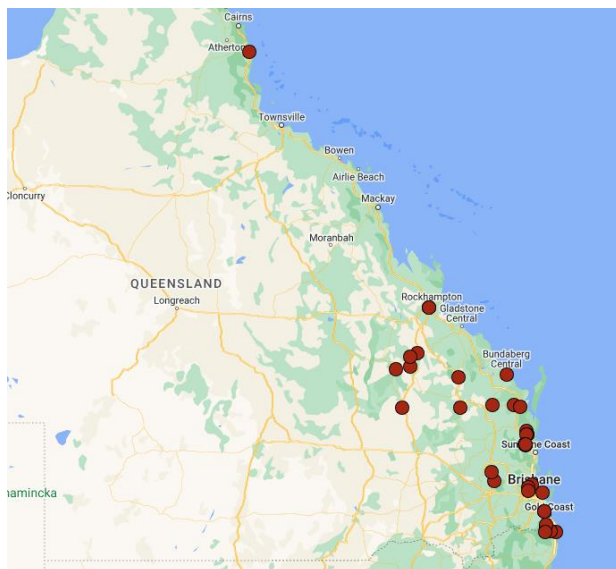 Cairns
Atherton
Townsville
Bowen
Airlie Beach
Cloncurry
Mackay
Moranbah
QUEENSLAND
Longreach
Rockhampton
Gladstone
Central
Bundaberg
Central
Sunshine Coast
Brisbane
amincka
Gold Coast